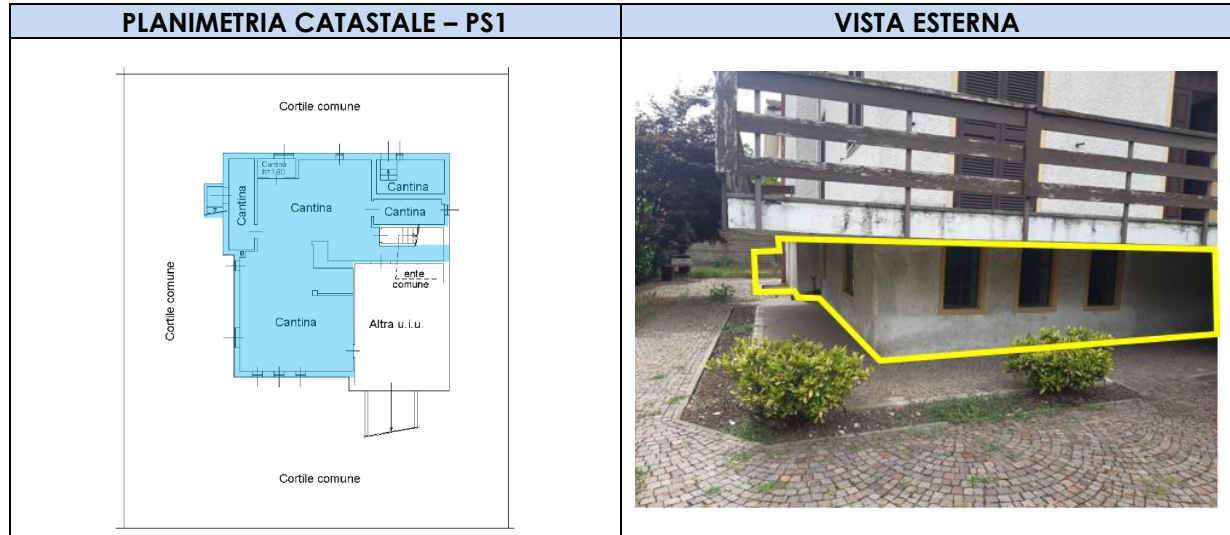 PLANIMETRIA CATASTALE – PS1
VISTA ESTERNA
Cortile comune
Cantina
h=1,80
Cantina
Cantina
Cantina
Cantina
ente
comune
Cortile comune
Cantina
Altra u.i.u.
Cortile comune